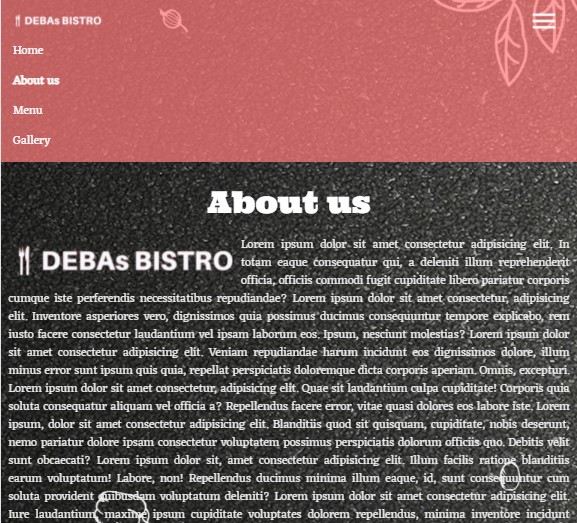 DEBAs BISTRO
Home
About us
Menu
Gallery
About us
DEBAs BISTRO
Lorem ipsum dolor sit amet consectetur adipisicing elit. In
totam eaque consequatur qui, a deleniti illum reprehenderit
officia, officiis commodi fugit cupiditate libero pariatur corporis
cumque iste perferendis necessitatibus repudiandae? Lorem ipsum dolor sit amet consectetur, adipisicing
elit. Inventore asperiores vero, dignissimos quia possimus ducimus consequuntur tempore explicabo, rem
iusto facere consectetur laudantium vel ipsam laborum eos. Ipsum, nesciunt molestias? Lorem ipsum dolor
sit amet consectetur adipisicing elit. Veniam repudiandae harum incidunt eos dignissimos dolore, illum
minus error sunt ipsum quis quia, repellat perspiciatis doloremque dicta corporis aperiam. Omnis, excepturi.
Lorem ipsum dolor sit amet consectetur, adipisicing elit. Quae sit laudantium culpa cupiditate! Corporis quia
soluta consequatur aliquam vel officia a? Repellendus facere error, vitae quasi dolores eos labore iste. Lorem
ipsum, dolor sit amet consectetur adipisicing elit. Blanditiis quod sit quisquam, cupiditate, nobis deserunt,
nemo pariatur dolore ipsam consectetur voluptatem possimus perspiciatis dolorum officiis quo. Debitis velit
sunt obcaecati? Lorem ipsum dolor sit, amet consectetur adipisicing elit. Illum facilis ratione blanditiis
earum voluptatum! Labore, non! Repellendus ducimus minima illum eaque, id, sunt consequuntur cum
soluta provident quibusdam voluptatum deleniti? Lorem ipsum dolor sit amet consectetur adipisicing elit.
Iure laudantium maxime ipsum cupiditate voluptates dolorem repellendus, minima inventore incidunt